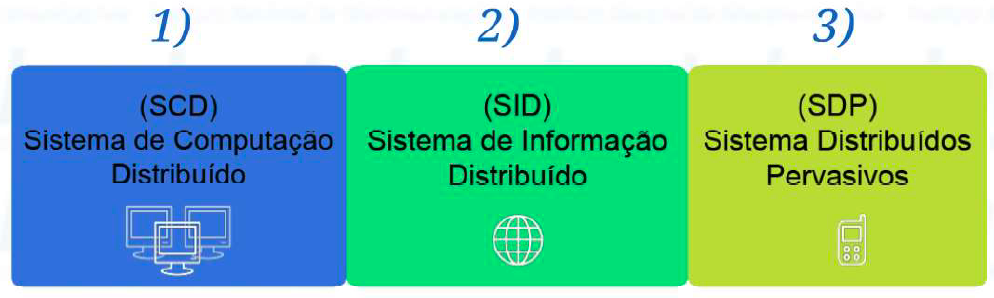 1)
2)
3)
(SCD)
Sistema de Computação
Distribuído
(SID)
Sistema de Informação
Distribuído
(SDP)
Sistema Distribuídos
Pervasivos